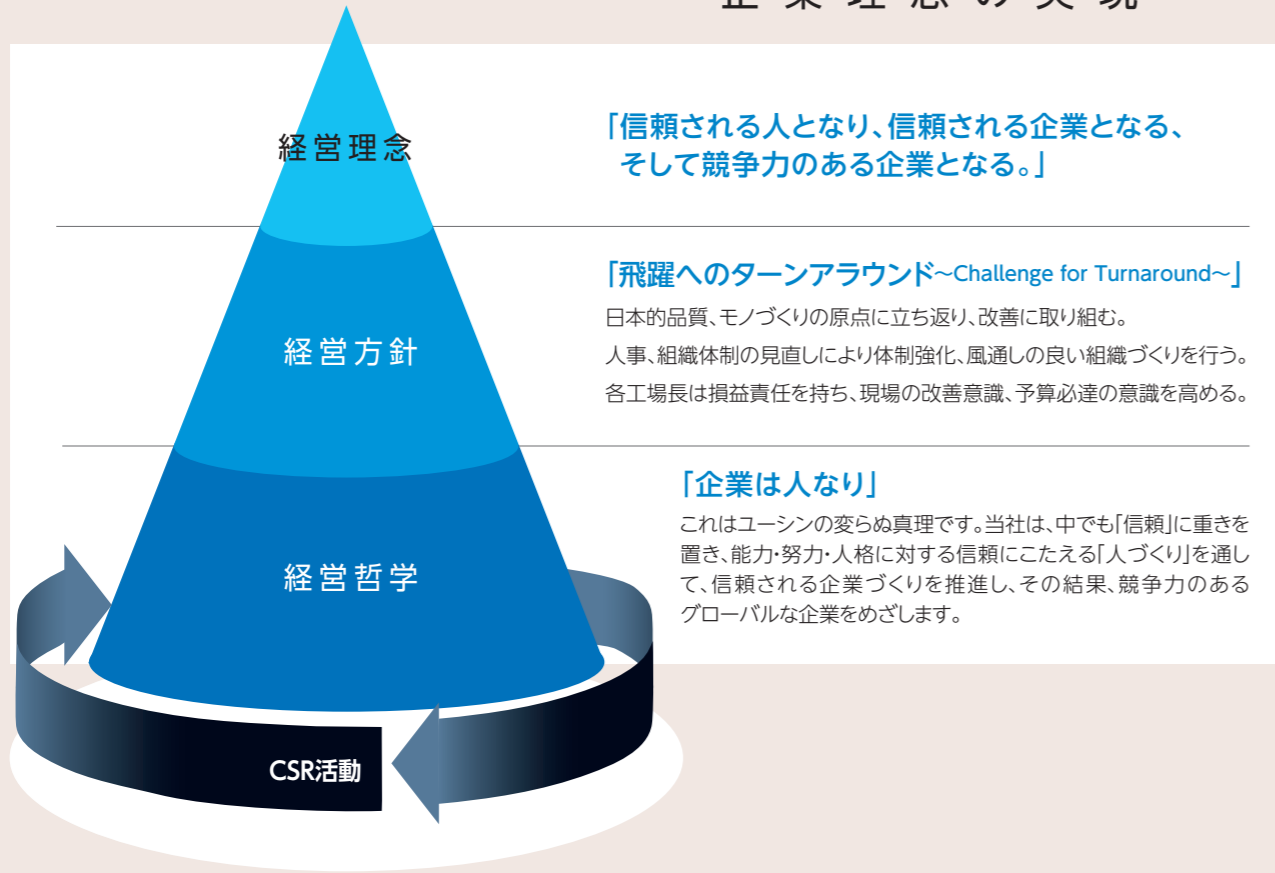 企業理念の実現
経営理念
「信頼される人となり、信頼される企業となる、
そして競争力のある企業となる。」
経営方針
「飛躍へのターンアラウンド～Challenge for Turnaround～」
日本的品質、モノづくりの原点に立ち返り、改善に取り組む。
人事、組織体制の見直しにより体制強化、風通しの良い組織づくりを行う。
各工場長は損益責任を持ち、現場の改善意識、予算必達の意識を高める。
経営哲学
「企業は人なり」
これはユーシンの変らぬ真理です。当社は、中でも「信頼」に重きを
置き、能力・努力・人格に対する信頼にこたえる「人づくり」を通し
て、信頼される企業づくりを推進し、その結果、競争力のある
グローバルな企業をめざします。
CSR活動